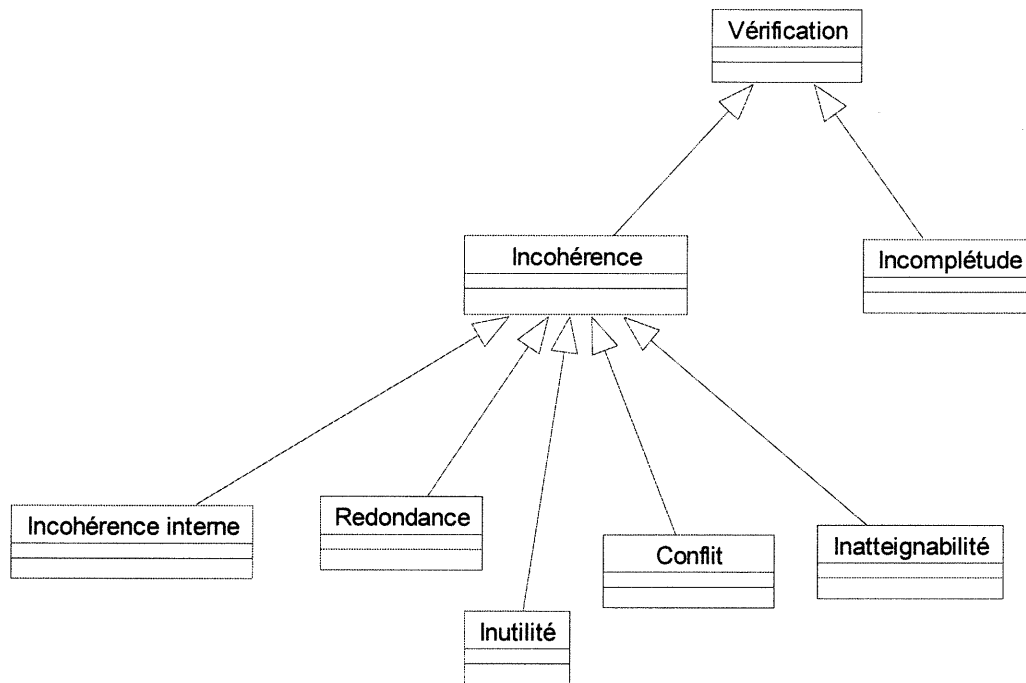 Vérification
Incohérence
Incomplétude
Incohérence interne
Redondance
Conflit
Inatteignabilité
Inutilité